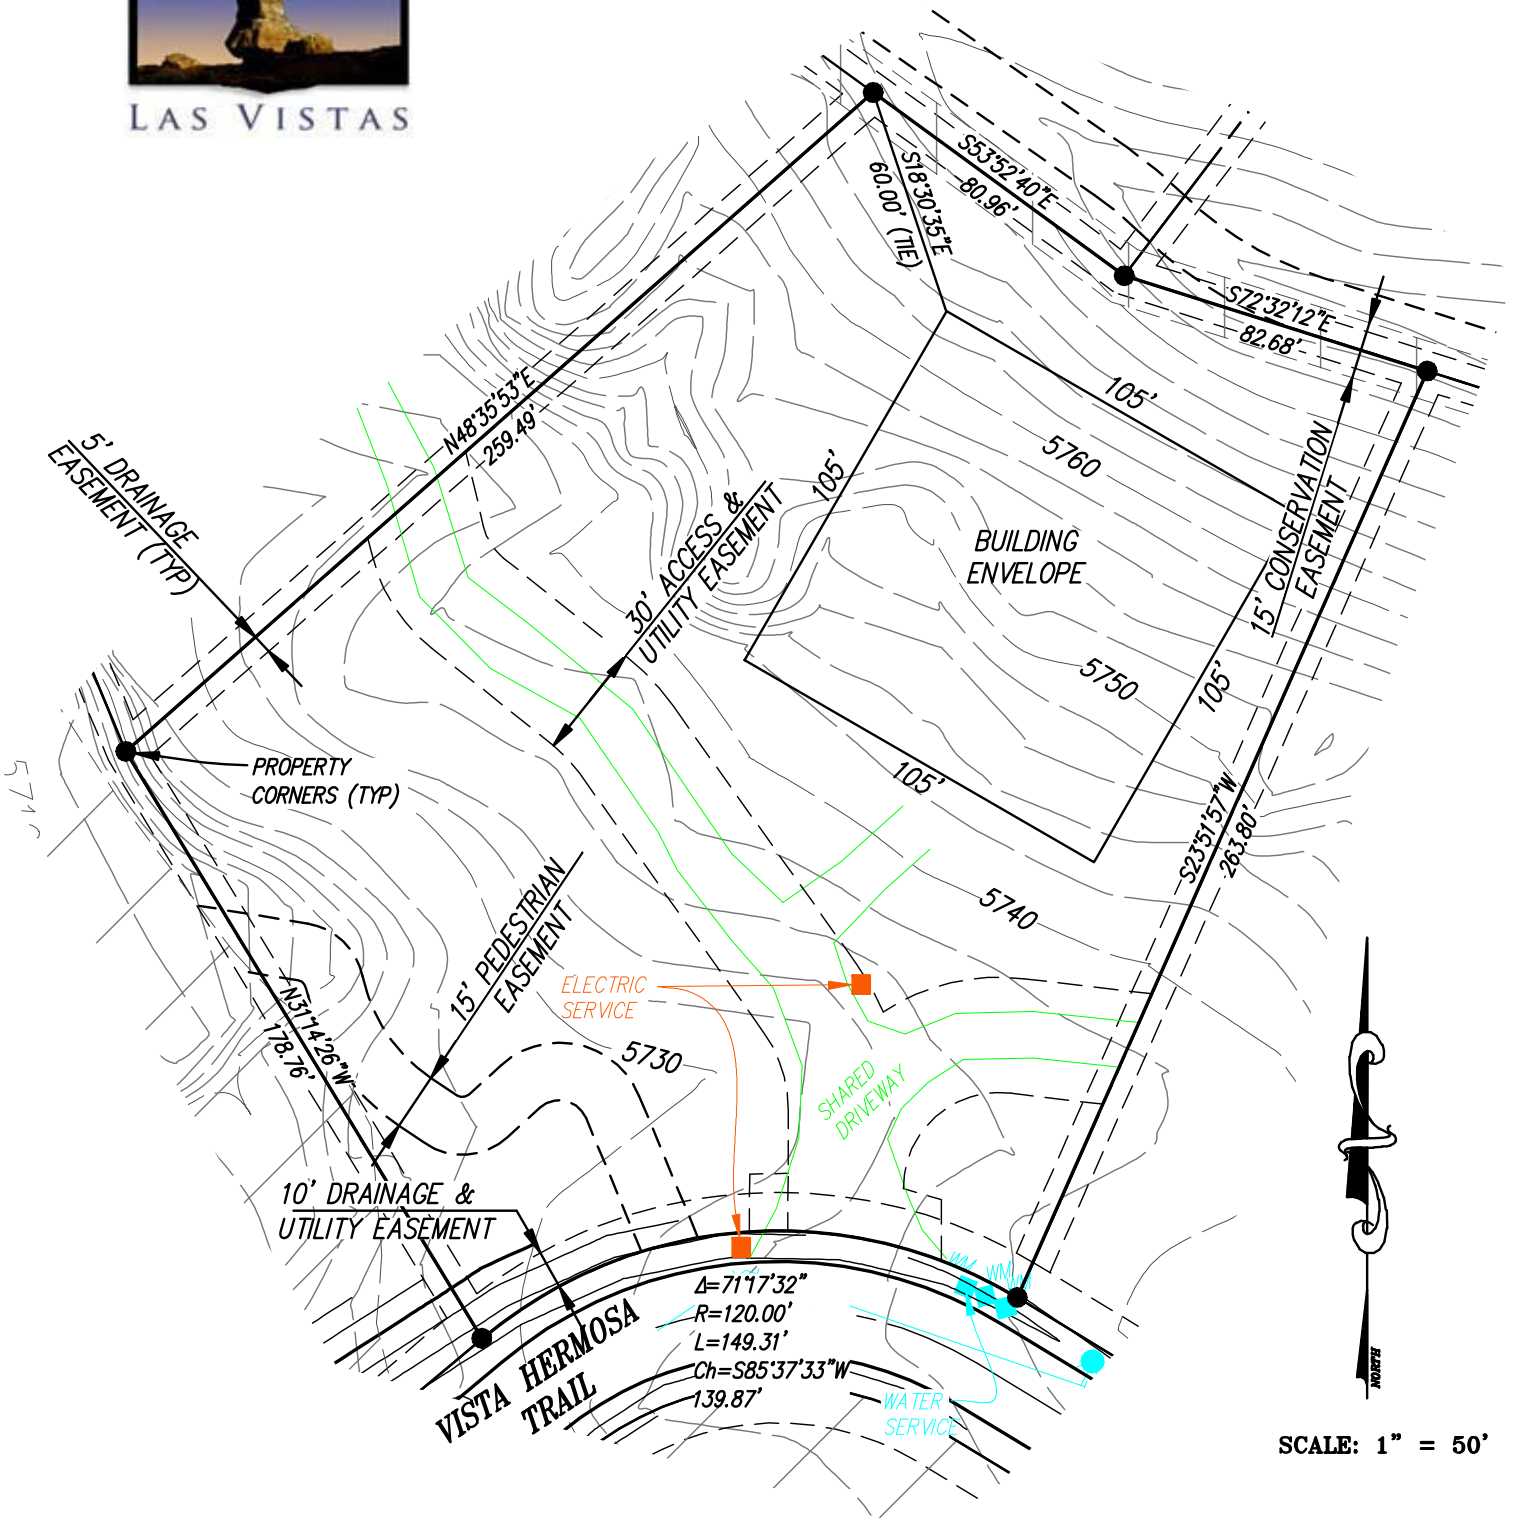 LAS VISTAS
S53°52'40"E
80.96'
S18°30'35"E
60.00' (TIE)
S72°32'12"E
82.68'
N48°35'53"E
259.49'
105'
5760
105'
5' DRAINAGE
EASEMENT (TYP)
30' ACCESS &
UTILITY EASEMENT
BUILDING
ENVELOPE
15' CONSERVATION
EASEMENT
5750
105'
105'
PROPERTY
CORNERS (TYP)
S23°51'57"W
263.80'
5740
15' PEDESTRIAN
EASEMENT
ELECTRIC
SERVICE
N31°14'26"W
178.76'
5730
SHARED
DRIVEWAY
10' DRAINAGE &
UTILITY EASEMENT
WM
WM
WM
Δ=71°17'32"
R=120.00'
L=149.31'
Ch=S85°37'33"W
139.87'
VISTA HERMOSA
TRAIL
WATER
SERVICE
NORTH
SCALE: 1" = 50'